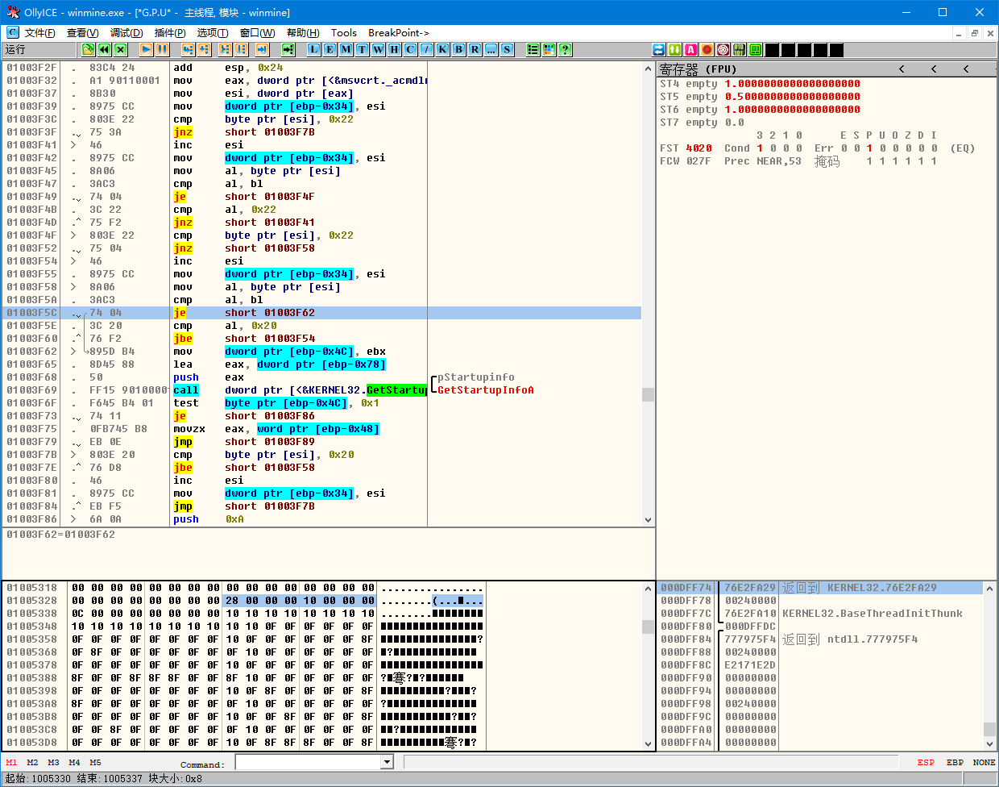 OllyICE - winmine.exe - [*G.P.U* - 主线程, 模块 - winmine]
文件(F) 查看(V) 调试(D) 插件(P) 选项(T) 窗口(W) 帮助(H) Tools BreakPoint->
运行 L E M T W H C / K B R ... S ? A
01003F2F . 83C4 24 add esp, 0x24
01003F32 . A1 90110001 mov eax, dword ptr [<&msvcrt._acmdln
01003F37 . 8B30 mov esi, dword ptr [eax]
01003F39 . 8975 CC mov dword ptr [ebp-0x34], esi
01003F3C . 803E 22 cmp byte ptr [esi], 0x22
01003F3F . 75 3A jnz short 01003F7B
01003F41 > 46 inc esi
01003F42 . 8975 CC mov dword ptr [ebp-0x34], esi
01003F45 . 8A06 mov al, byte ptr [esi]
01003F47 . 3AC3 cmp al, bl
01003F49 . 74 04 je short 01003F4F
01003F4B . 3C 22 cmp al, 0x22
01003F4D .^ 75 F2 jnz short 01003F41
01003F4F > 803E 22 cmp byte ptr [esi], 0x22
01003F52 . 75 04 jnz short 01003F58
01003F54 > 46 inc esi
01003F55 . 8975 CC mov dword ptr [ebp-0x34], esi
01003F58 > 8A06 mov al, byte ptr [esi]
01003F5A . 3AC3 cmp al, bl
01003F5C . 74 04 je short 01003F62
01003F5E . 3C 20 cmp al, 0x20
01003F60 .^ 76 F2 jbe short 01003F54
01003F62 > 895D B4 mov dword ptr [ebp-0x4C], ebx
01003F65 . 8D45 88 lea eax, dword ptr [ebp-0x78]
01003F68 . 50 push eax pStartupinfo
01003F69 . FF15 9010000 call dword ptr [<&KERNEL32.GetStartup GetStartupInfoA
01003F6F . F645 B4 01 test byte ptr [ebp-0x4C], 0x1
01003F73 . 74 11 je short 01003F86
01003F75 . 0FB745 B8 movzx eax, word ptr [ebp-0x48]
01003F79 . EB 0E jmp short 01003F89
01003F7B > 803E 20 cmp byte ptr [esi], 0x20
01003F7E .^ 76 D8 jbe short 01003F58
01003F80 . 46 inc esi
01003F81 . 8975 CC mov dword ptr [ebp-0x34], esi
01003F84 .^ EB F5 jmp short 01003F7B
01003F86 > 6A 0A push 0xA
01003F62=01003F62
寄存器 (FPU) < < <
ST4 empty 1.0000000000000000000
ST5 empty 0.5000000000000000000
ST6 empty 1.0000000000000000000
ST7 empty 0.0
3 2 1 0 E S P U O Z D I
FST 4020 Cond 1 0 0 0 Err 0 0 1 0 0 0 0 0 (EQ)
FCW 027F Prec NEAR,53 掩码 1 1 1 1 1 1
01005318 00 00 00 00 00 00 00 00 00 00 00 00 00 00 00 00 ................
01005328 00 00 00 00 00 00 00 00 28 00 00 00 10 00 00 00 ........(...■...
01005338 0C 00 00 00 00 00 00 00 10 10 10 10 10 10 10 10 ........■■■■■■■■
01005348 10 10 10 10 10 10 10 10 10 10 0F 0F 0F 0F 0F 0F
01005358 0F 0F 0F 0F 0F 0F 0F 0F 10 0F 0F 0F 0F 0F 0F 8F ?
01005368 0F 8F 0F 0F 0F 0F 0F 0F 0F 10 0F 0F 0F 0F 0F 0F ?
01005378 0F 0F 0F 0F 0F 0F 0F 0F 10 0F 0F 0F 0F 0F 0F 0F
01005388 8F 0F 0F 8F 8F 8F 0F 0F 8F 10 0F 0F 0F 0F 0F 0F ?■骞?■?
01005398 0F 0F 0F 0F 0F 0F 0F 0F 10 0F 8F 0F 0F 0F 0F 8F ?■■■?
010053A8 8F 0F 0F 0F 0F 0F 0F 0F 0F 10 0F 0F 0F 0F 0F 0F ?
010053B8 0F 0F 0F 0F 0F 0F 0F 0F 10 0F 0F 8F 0F 0F 0F 8F ?■■?
010053C8 0F 0F 8F 0F 0F 0F 0F 0F 0F 10 0F 0F 0F 0F 0F 0F ?
010053D8 0F 0F 0F 0F 0F 0F 0F 0F 10 0F 8F 8F 8F 0F 0F 8F 骞?■?
000DFF74 76E2FA29 返回到 KERNEL32.76E2FA29
000DFF78 00240000
000DFF7C 76E2FA10 KERNEL32.BaseThreadInitThunk
000DFF80 000DFFDC
000DFF84 777975F4 返回到 ntdll.777975F4
000DFF88 00240000
000DFF8C E2171E2D
000DFF90 00000000
000DFF94 00000000
000DFF98 00240000
000DFF9C 00000000
000DFFA0 00000000
000DFFA4 00000000
M1 M2 M3 M4 M5 Command: ESP EBP NONE
起始: 1005330 结束: 1005337 块大小: 0x8